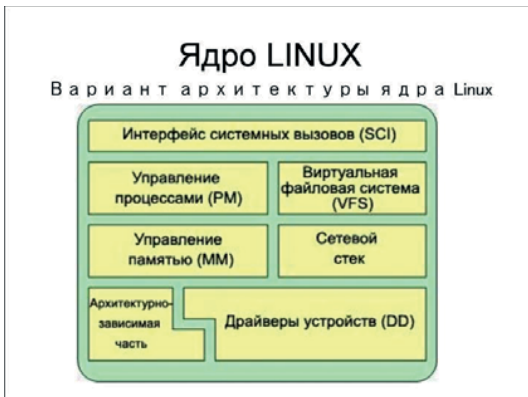 Ядро LINUX
Вариант архитектуры ядра Linux
Интерфейс системных вызовов (SCI)
Управление
процессами (PM)
Виртуальная
файловая система
(VFS)
Управление
памятью (MM)
Сетевой
стек
Архитектурно-
зависимая
часть
Драйверы устройств (DD)